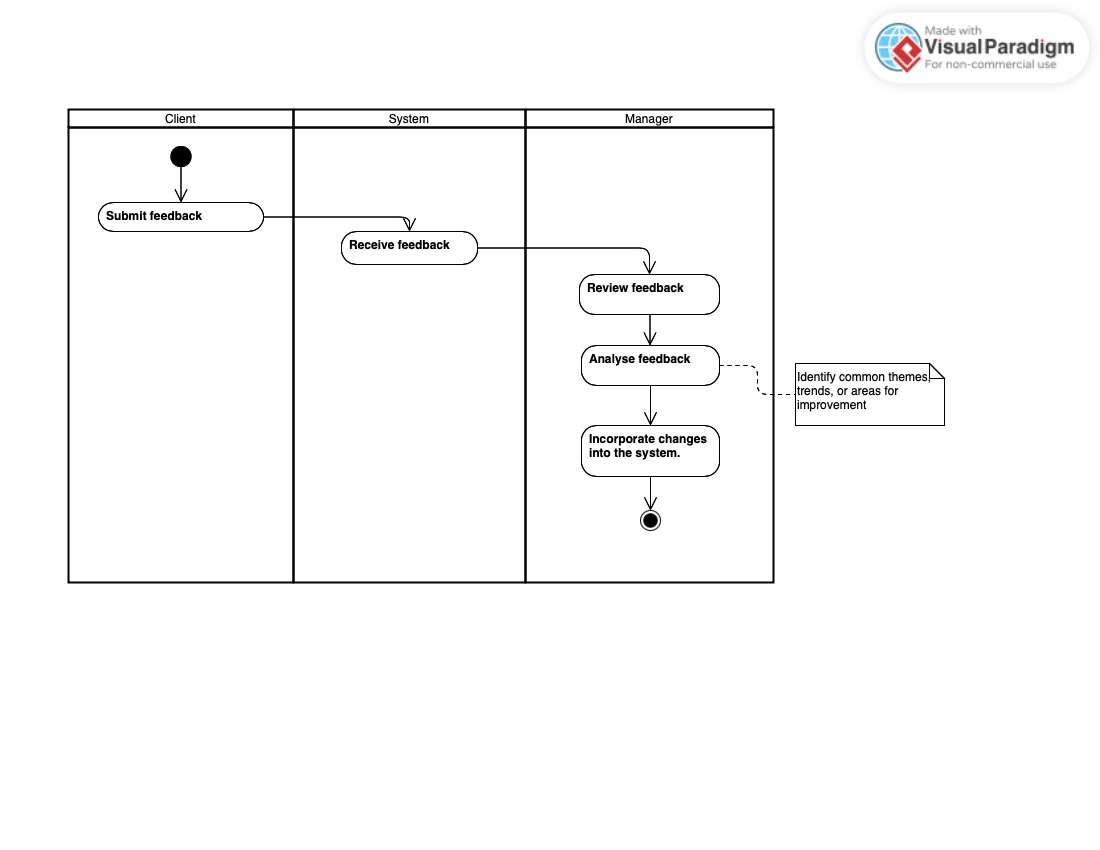 Made with
Visual Paradigm
For non-commercial use
Client
System
Manager
Submit feedback
Receive feedback
Review feedback
Analyse feedback
Identify common themes,
trends, or areas for
improvement
Incorporate changes
into the system.